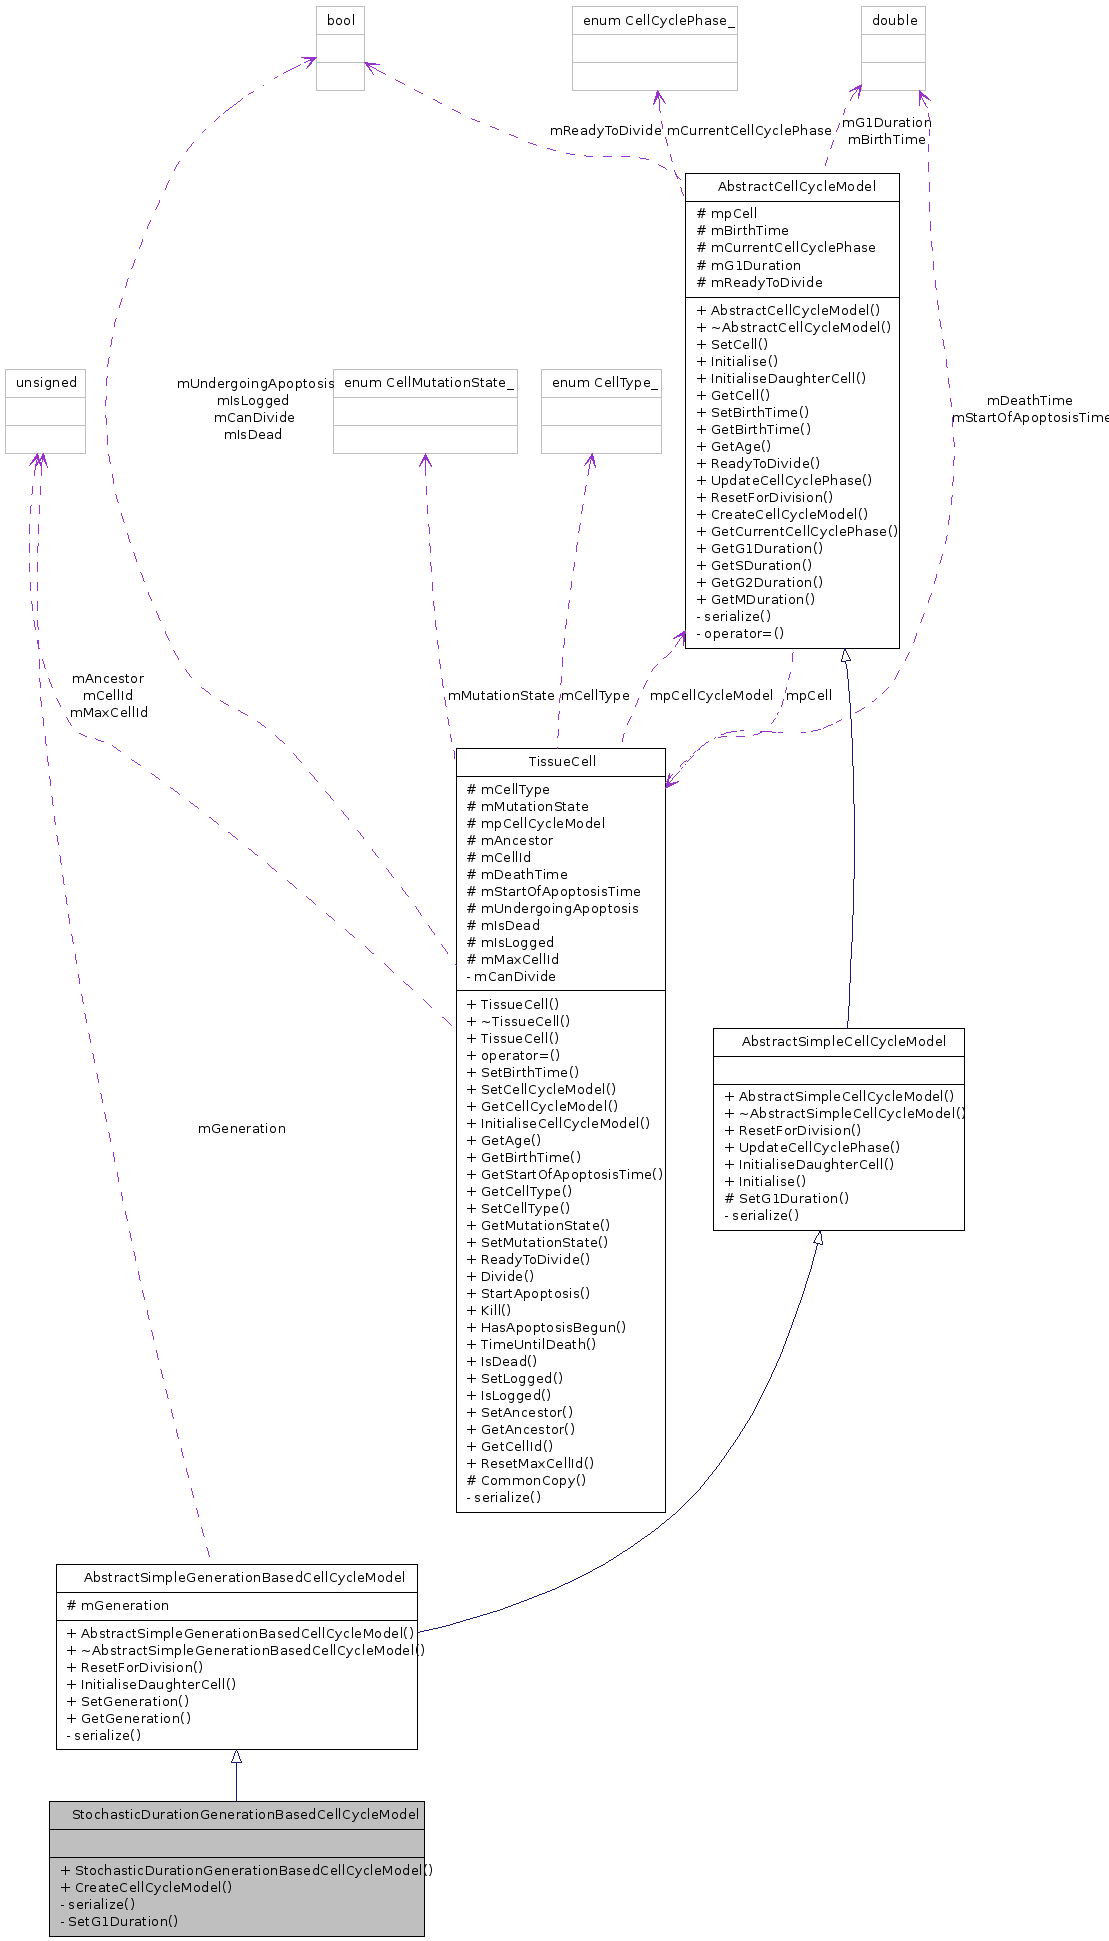 bool
enum CellCyclePhase_
double
mReadyToDivide
mCurrentCellCyclePhase
mG1Duration
mBirthTime
AbstractCellCycleModel
# mpCell
# mBirthTime
# mCurrentCellCyclePhase
# mG1Duration
# mReadyToDivide
+ AbstractCellCycleModel()
+ ~AbstractCellCycleModel()
+ SetCell()
+ Initialise()
+ InitialiseDaughterCell()
+ GetCell()
+ SetBirthTime()
+ GetBirthTime()
+ GetAge()
+ ReadyToDivide()
+ UpdateCellCyclePhase()
+ ResetForDivision()
+ CreateCellCycleModel()
+ GetCurrentCellCyclePhase()
+ GetG1Duration()
+ GetSDuration()
+ GetG2Duration()
+ GetMDuration()
- serialize()
- operator=()
unsigned
mUndergoingApoptosis
mIsLogged
mCanDivide
mIsDead
enum CellMutationState_
enum CellType_
mDeathTime
mStartOfApoptosisTime
mAncestor
mCellId
mMaxCellId
mMutationState
mCellType
mpCellCycleModel
mpCell
TissueCell
# mCellType
# mMutationState
# mpCellCycleModel
# mAncestor
# mCellId
# mDeathTime
# mStartOfApoptosisTime
# mUndergoingApoptosis
# mIsDead
# mIsLogged
# mMaxCellId
- mCanDivide
+ TissueCell()
+ ~TissueCell()
+ TissueCell()
+ operator=()
+ SetBirthTime()
+ SetCellCycleModel()
+ GetCellCycleModel()
+ InitialiseCellCycleModel()
+ GetAge()
+ GetBirthTime()
+ GetStartOfApoptosisTime()
+ GetCellType()
+ SetCellType()
+ GetMutationState()
+ SetMutationState()
+ ReadyToDivide()
+ Divide()
+ StartApoptosis()
+ Kill()
+ HasApoptosisBegun()
+ TimeUntilDeath()
+ IsDead()
+ SetLogged()
+ IsLogged()
+ SetAncestor()
+ GetAncestor()
+ GetCellId()
+ ResetMaxCellId()
# CommonCopy()
- serialize()
AbstractSimpleCellCycleModel
+ AbstractSimpleCellCycleModel()
+ ~AbstractSimpleCellCycleModel()
+ ResetForDivision()
+ UpdateCellCyclePhase()
+ InitialiseDaughterCell()
+ Initialise()
# SetG1Duration()
- serialize()
mGeneration
AbstractSimpleGenerationBasedCellCycleModel
# mGeneration
+ AbstractSimpleGenerationBasedCellCycleModel()
+ ~AbstractSimpleGenerationBasedCellCycleModel()
+ ResetForDivision()
+ InitialiseDaughterCell()
+ SetGeneration()
+ GetGeneration()
- serialize()
StochasticDurationGenerationBasedCellCycleModel
+ StochasticDurationGenerationBasedCellCycleModel()
+ CreateCellCycleModel()
- serialize()
- SetG1Duration()